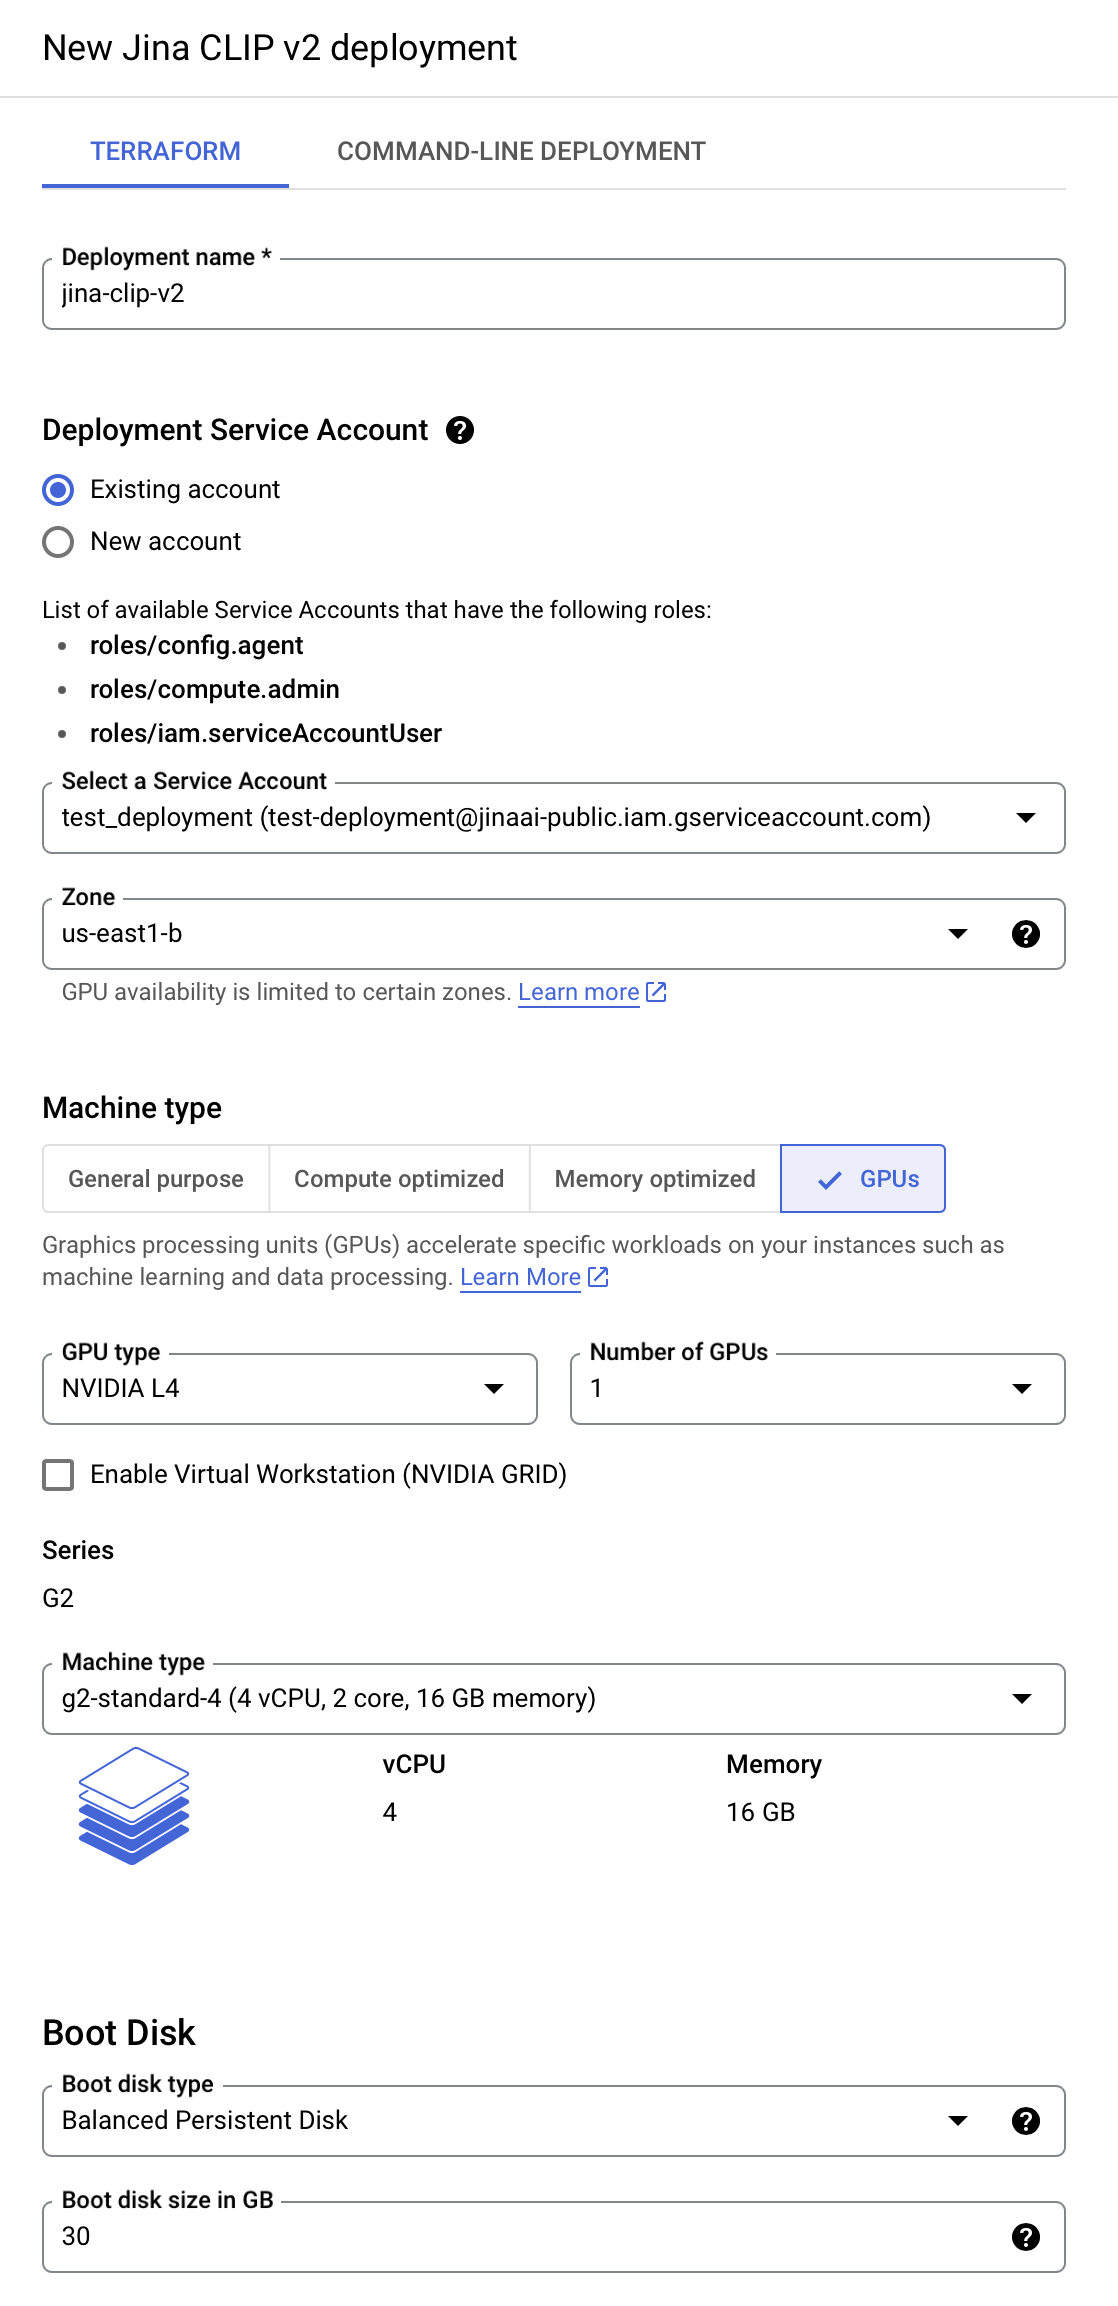 New Jina CLIP v2 deployment
TERRAFORM
COMMAND-LINE DEPLOYMENT
Deployment name *
jina-clip-v2
Deployment Service Account
Existing account
New account
List of available Service Accounts that have the following roles:
roles/config.agent
roles/compute.admin
roles/iam.serviceAccountUser
Select a Service Account
test_deployment (test-deployment@jinaai-public.iam.gserviceaccount.com)
Zone
us-east1-b
GPU availability is limited to certain zones. Learn more
Machine type
General purpose
Compute optimized
Memory optimized
GPUs
Graphics processing units (GPUs) accelerate specific workloads on your instances such as
machine learning and data processing. Learn More
GPU type
NVIDIA L4
Number of GPUs
1
Enable Virtual Workstation (NVIDIA GRID)
Series
G2
Machine type
g2-standard-4 (4 vCPU, 2 core, 16 GB memory)
vCPU
4
Memory
16 GB
Boot Disk
Boot disk type
Balanced Persistent Disk
Boot disk size in GB
30